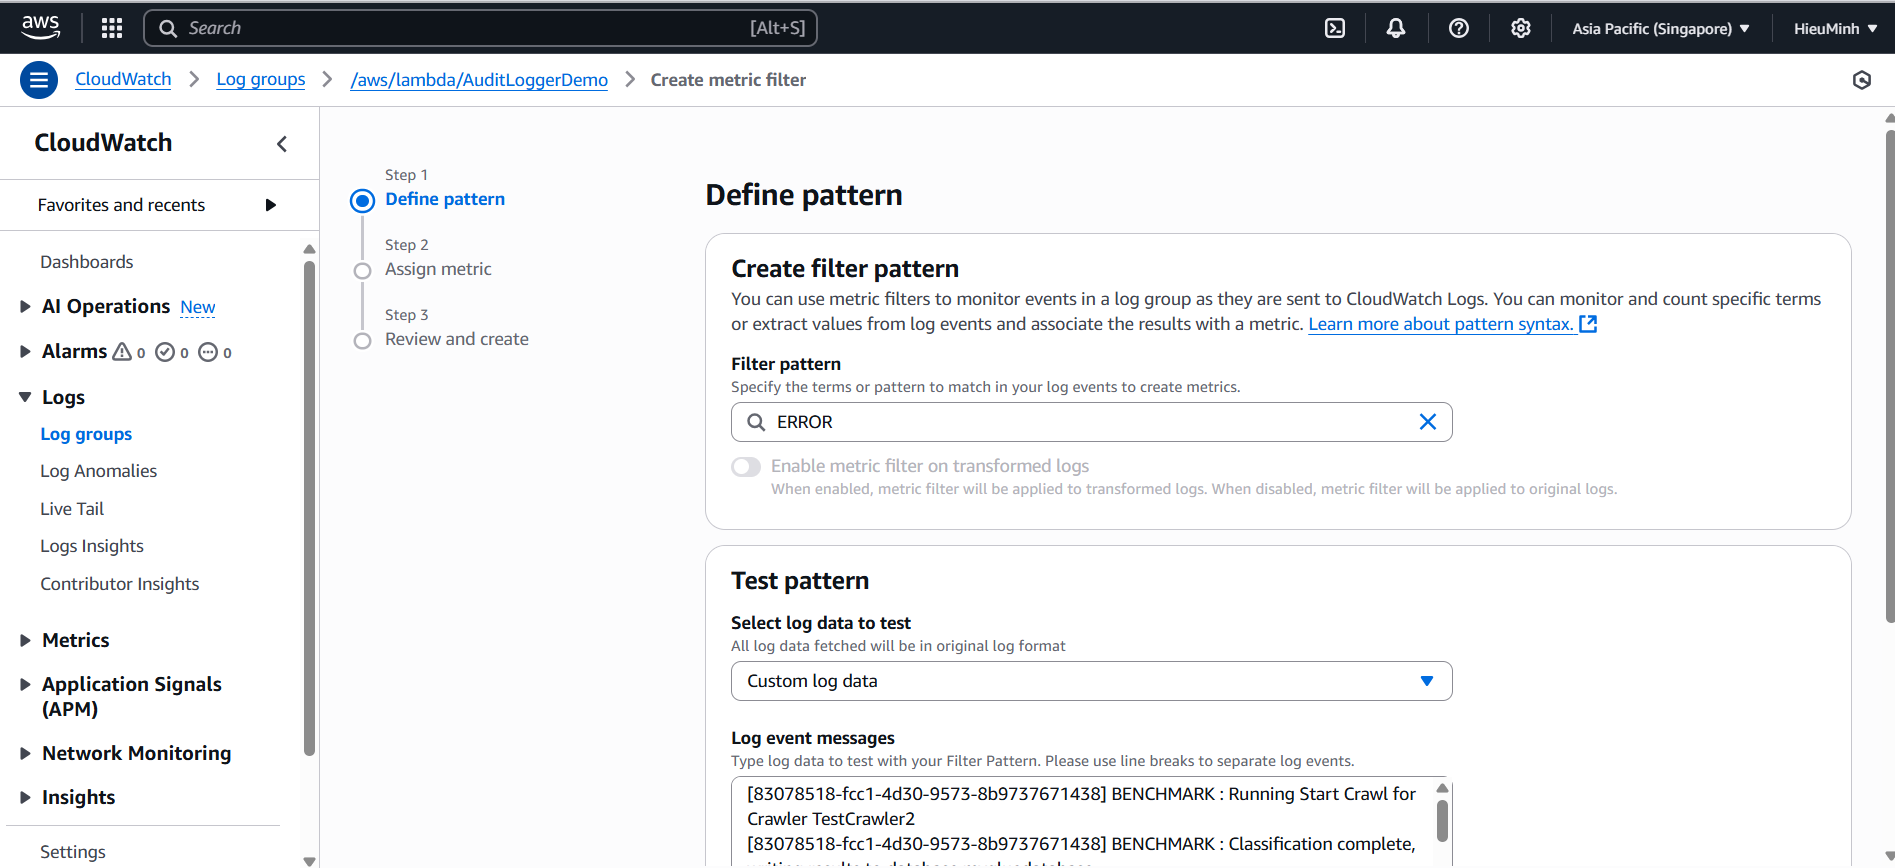 aws
Search [Alt+S]
Asia Pacific (Singapore)
HieuMinh
CloudWatch
Log groups
/aws/lambda/AuditLoggerDemo
Create metric filter
CloudWatch
Favorites and recents
Dashboards
AI Operations New
Alarms 0 0 0
Logs
Log groups
Log Anomalies
Live Tail
Logs Insights
Contributor Insights
Metrics
Application Signals
(APM)
Network Monitoring
Insights
Settings
Step 1
Define pattern
Step 2
Assign metric
Step 3
Review and create
Define pattern
Create filter pattern
You can use metric filters to monitor events in a log group as they are sent to CloudWatch Logs. You can monitor and count specific terms
or extract values from log events and associate the results with a metric. Learn more about pattern syntax.
Filter pattern
Specify the terms or pattern to match in your log events to create metrics.
ERROR
Enable metric filter on transformed logs
When enabled, metric filter will be applied to transformed logs. When disabled, metric filter will be applied to original logs.
Test pattern
Select log data to test
All log data fetched will be in original log format
Custom log data
Log event messages
Type log data to test with your Filter Pattern. Please use line breaks to separate log events.
[83078518-fcc1-4d30-9573-8b9737671438] BENCHMARK : Running Start Crawl for
Crawler TestCrawler2
[83078518-fcc1-4d30-9573-8b9737671438] BENCHMARK : Classification complete,